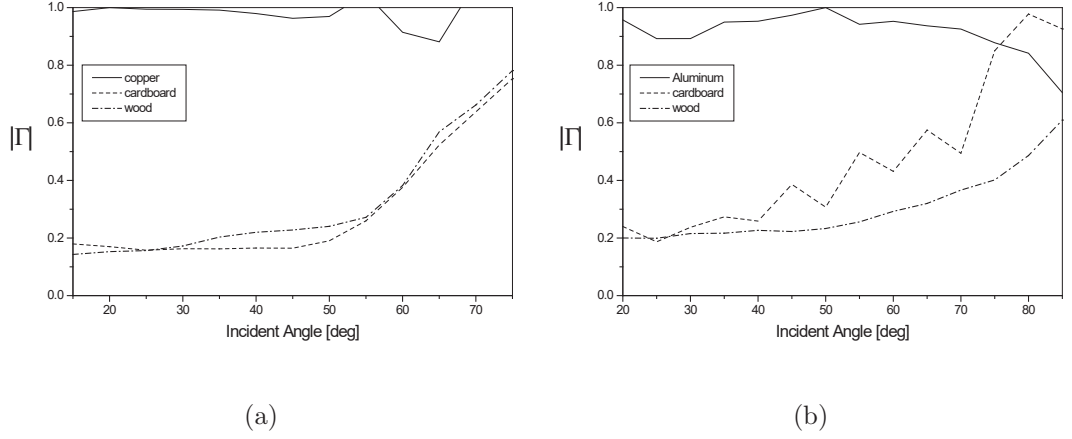 1.0
0.8
0.6
0.4
0.2
0.0
|Γ|
copper
cardboard
wood
20 30 40 50 60 70
Incident Angle [deg]
(a)
1.0
0.8
0.6
0.4
0.2
0.0
|Γ|
Aluminum
cardboard
wood
20 30 40 50 60 70 80
Incident Angle [deg]
(b)